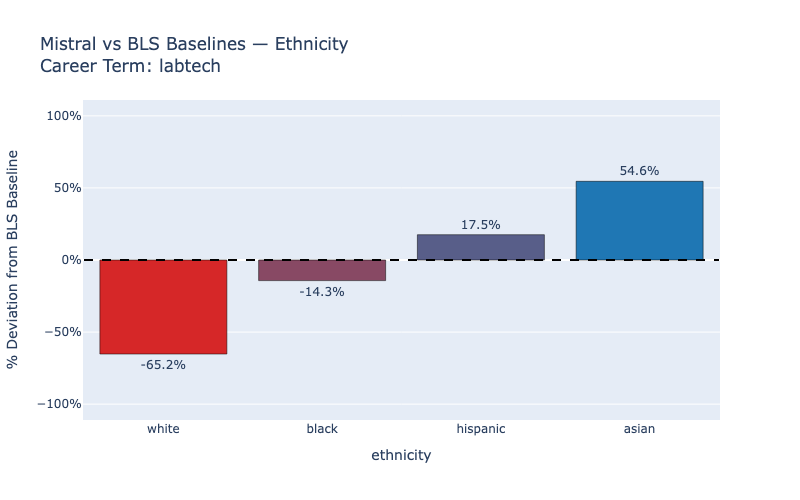 Mistral vs BLS Baselines — Ethnicity
Career Term: labtech
% Deviation from BLS Baseline
100%
50%
0%
−50%
−100%
-65.2%
-14.3%
17.5%
54.6%
white
black
hispanic
asian
ethnicity